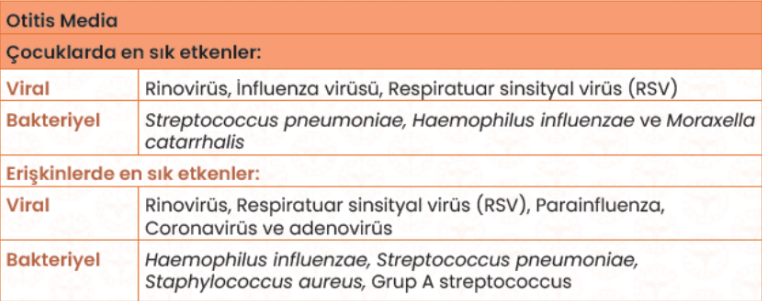 Otitis Media
Çocuklarda en sık etkenler:
Viral
Rinovirüs, İnfluenza virüsü, Respiratuar sinsityal virüs (RSV)
Bakteriyel
Streptococcus pneumoniae, Haemophilus influenzae ve Moraxella
catarrhalis
Erişkinlerde en sık etkenler:
Viral
Rinovirüs, Respiratuar sinsityal virüs (RSV), Parainfluenza,
Coronavirüs ve adenovirüs
Bakteriyel
Haemophilus influenzae, Streptococcus pneumoniae,
Staphylococcus aureus, Grup A streptococcus